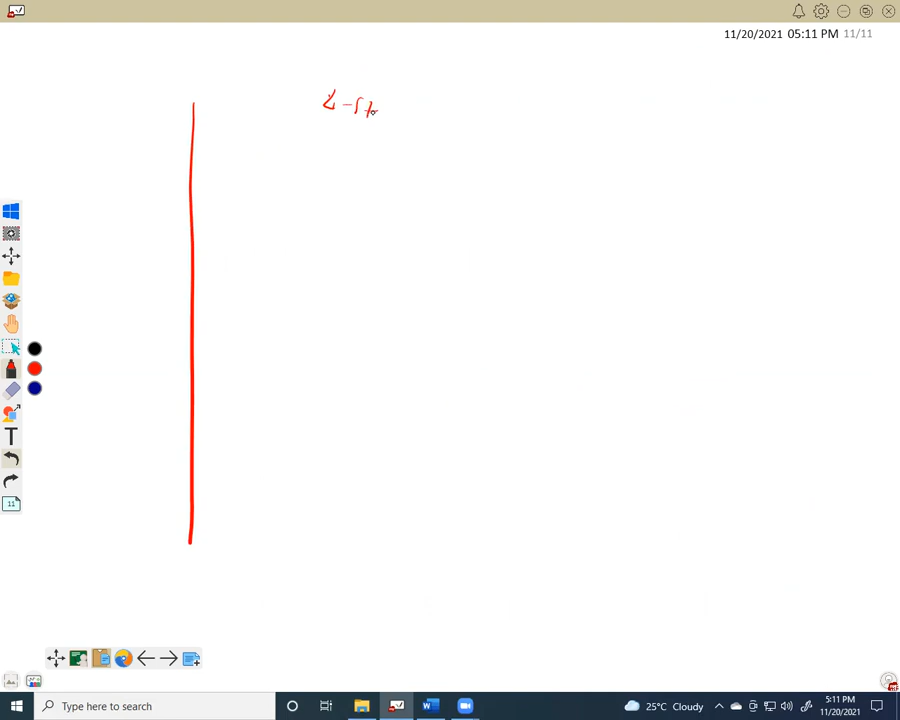 11/20/2021 05:11 PM 11/11
T
11
Type here to search
25°C Cloudy
5:11 PM
11/20/2021